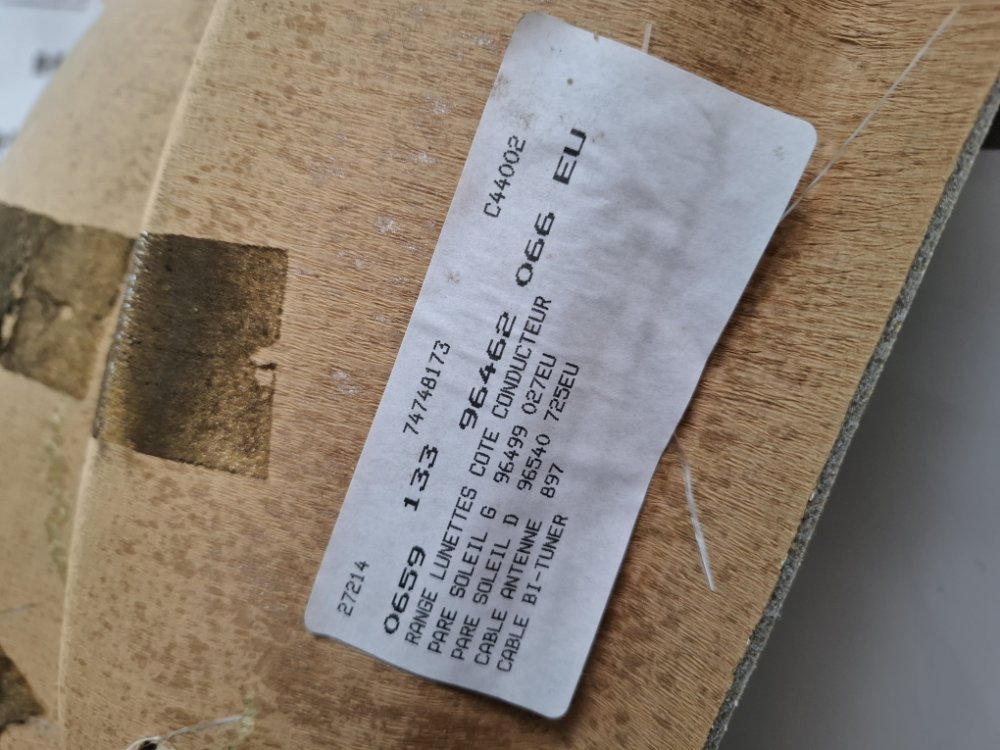 27214 74748173 C44002
0659 133 96462 066 EU
RANGE LUNETTES COTE CONDUCTEUR
PARE SOLEIL G 96499 027EU
PARE SOLEIL D 96540 725EU
CABLE ANTENNE 897
CABLE BI-TUNER